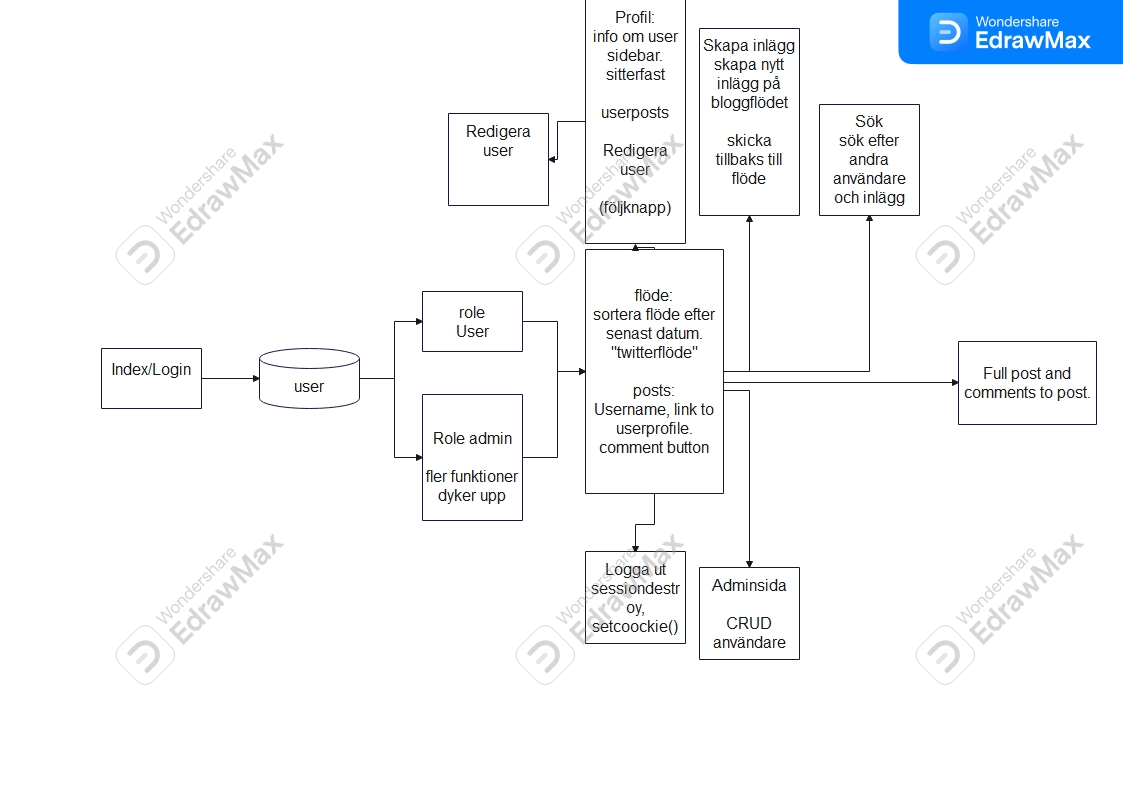 Wondershare
EdrawMax
Profil:
info om user
sidebar.
sitterfast
userposts
Redigera
user
(följknapp)
Skapa inlägg
skapa nytt
inlägg på
bloggflödet
skicka
tillbaks till
flöde
Sök
sök efter
andra
användare
och inlägg
Redigera
user
Wondershare
EdrawMax
Wondershare
EdrawMax
Wondershare
EdrawMax
Index/Login
user
role
User
Role admin
fler funktioner
dyker upp
flöde:
sortera flöde efter
senast datum.
"twitterflöde"
posts:
Username, link to
userprofile.
comment button
Full post and
comments to post.
Logga ut
sessiondestr
oy,
setcoockie()
Adminsida
CRUD
användare
Wondershare
EdrawMax
Wondershare
EdrawMax
Wondershare
EdrawMax